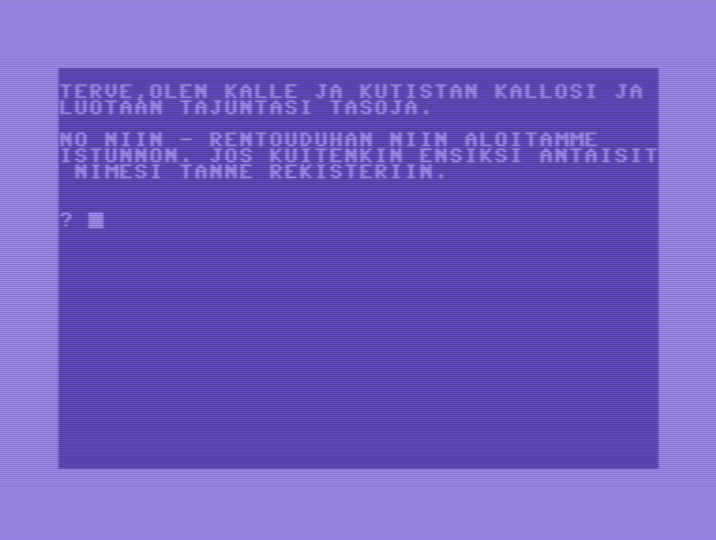 TERVE,OLEN KALLE JA KUTISTAN KALLOSI JA
LUOTAAN TAJUNTASI TASOJA.
NO NIIN - RENTOUDUHAN NIIN ALOITAMME
ISTUNNON. JOS KUITENKIN ENSIKSI ANTAISIT
NIMESI TANNE REKISTERIIN.
?